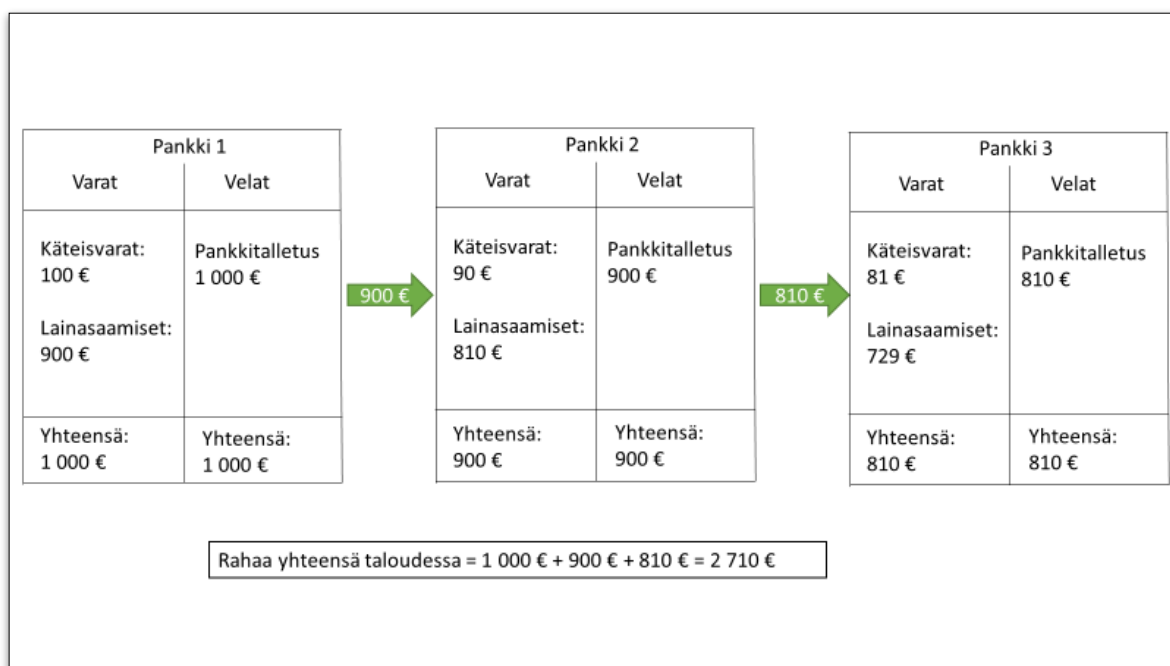 Pankki 1
Varat
Velat
Käteisvarat:
100 €
Lainasaamiset:
900 €
Pankkitalletus
1 000 €
Yhteensä:
1 000 €
Yhteensä:
1 000 €
900 €
Pankki 2
Varat
Velat
Käteisvarat:
90 €
Lainasaamiset:
810 €
Pankkitalletus
900 €
Yhteensä:
900 €
Yhteensä:
900 €
810 €
Pankki 3
Varat
Velat
Käteisvarat:
81 €
Lainasaamiset:
729 €
Pankkitalletus
810 €
Yhteensä:
810 €
Yhteensä:
810 €
Rahaa yhteensä taloudessa = 1 000 € + 900 € + 810 € = 2 710 €